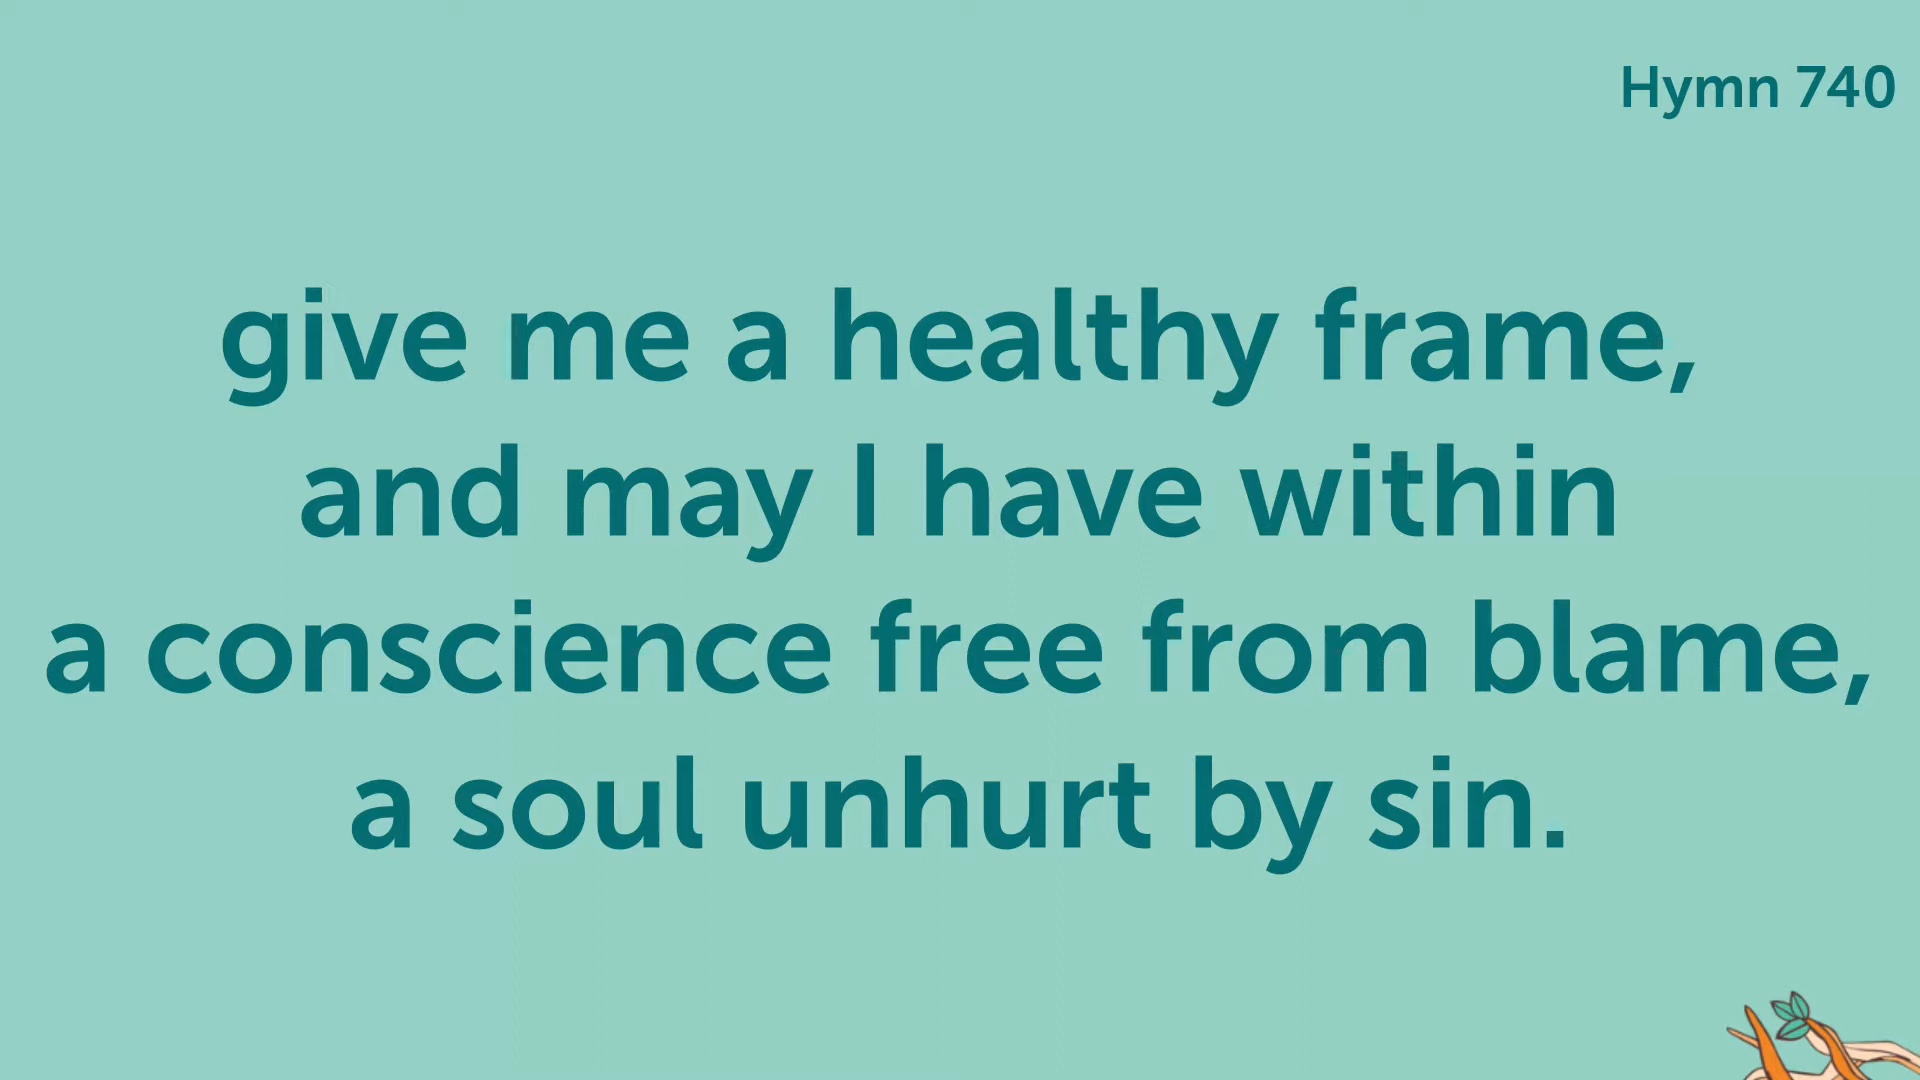 Hymn 740
give me a healthy frame,
and may I have within
a conscience free from blame,
a soul unhurt by sin.